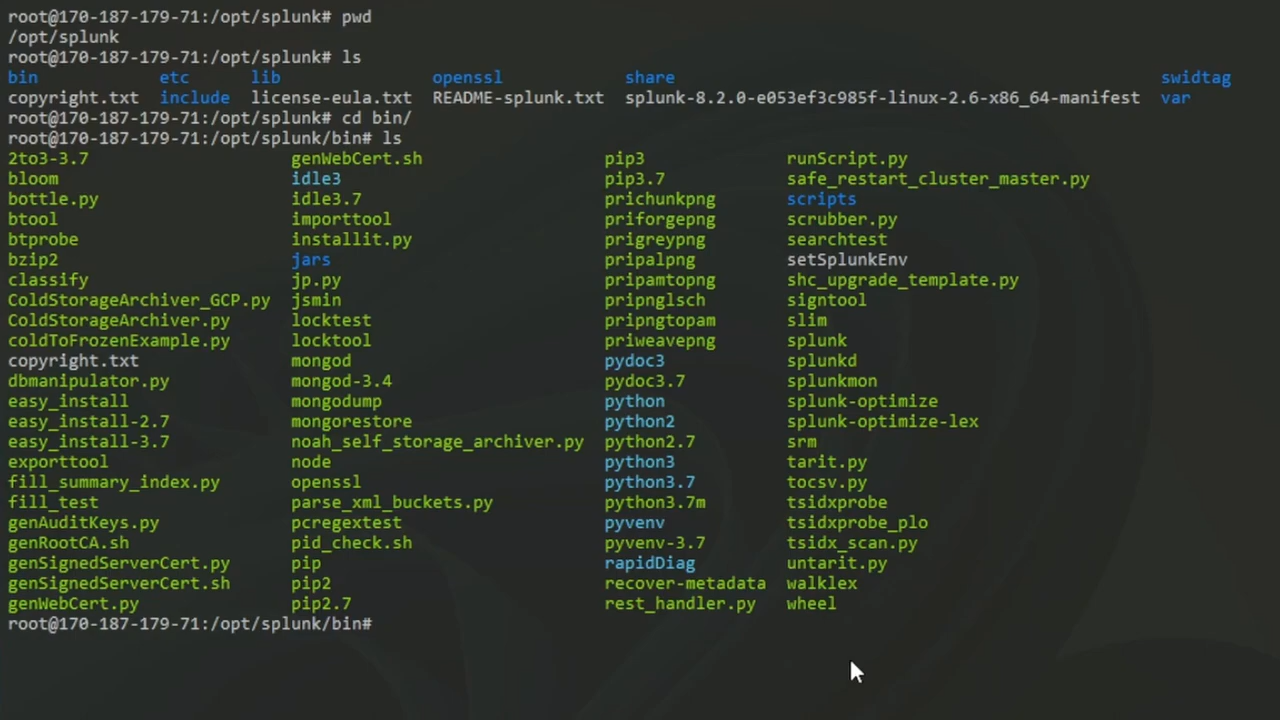 root@170-187-179-71:/opt/splunk# pwd
/opt/splunk
root@170-187-179-71:/opt/splunk# ls
bin etc lib openssl share swidtag
copyright.txt include license-eula.txt README-splunk.txt splunk-8.2.0-e053ef3c985f-linux-2.6-x86_64-manifest var
root@170-187-179-71:/opt/splunk# cd bin/
root@170-187-179-71:/opt/splunk/bin# ls
2to3-3.7 genWebCert.sh pip3 runScript.py
bloom idle3 pip3.7 safe_restart_cluster_master.py
bottle.py idle3.7 prichunkpng scripts
btool importtool priforgepng scrubber.py
btprobe installit.py prigreypng searchtest
bzip2 jars pripalpng setSplunkEnv
classify jp.py pripamtopng shc_upgrade_template.py
ColdStorageArchiver_GCP.py jsmin pripnglsch signtool
ColdStorageArchiver.py locktest pripngtopam slim
coldToFrozenExample.py locktool priweavepng splunk
copyright.txt mongod pydoc3 splunkd
dbmanipulator.py mongod-3.4 pydoc3.7 splunkmon
easy_install mongodump python splunk-optimize
easy_install-2.7 mongorestore python2 splunk-optimize-lex
easy_install-3.7 noah_self_storage_archiver.py python2.7 srm
exporttool node python3 tarit.py
fill_summary_index.py openssl python3.7 tocsv.py
fill_test parse_xml_buckets.py python3.7m tsidxprobe
genAuditKeys.py pcregextest pyvenv tsidxprobe_plo
genRootCA.sh pid_check.sh pyvenv-3.7 tsidx_scan.py
genSignedServerCert.py pip rapidDiag untarit.py
genSignedServerCert.sh pip2 recover-metadata walklex
genWebCert.py pip2.7 rest_handler.py wheel
root@170-187-179-71:/opt/splunk/bin#